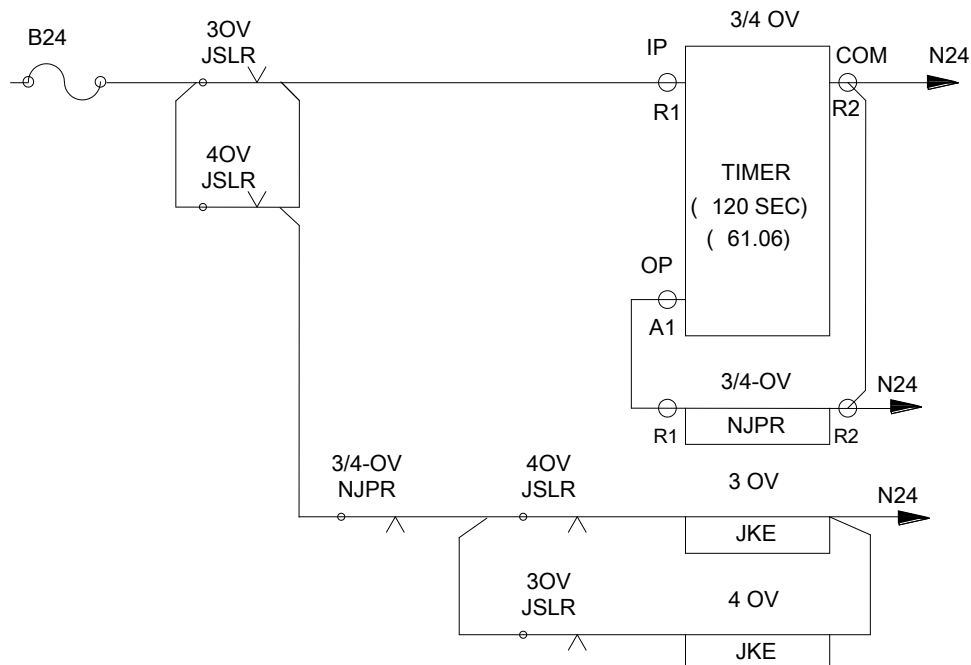 B24
3OV
JSLR
3/4 OV
IP
COM
N24
R1
R2
4OV
JSLR
TIMER
( 120 SEC)
( 61.06)
OP
A1
3/4-OV
N24
R1
NJPR
R2
3/4-OV
NJPR
4OV
JSLR
3 OV
N24
JKE
3OV
JSLR
4 OV
JKE